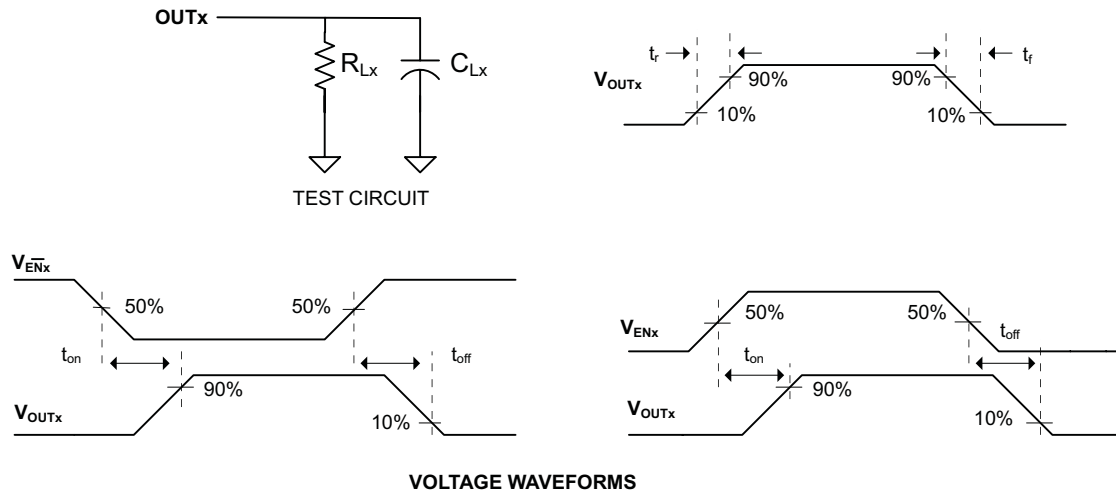 OUTx
RLx
CLx
TEST CIRCUIT
tr
tf
VOUTx
90%
90%
10%
10%
VE͞N͞x
50%
50%
ton
toff
VOUTx
90%
10%
VENx
50%
50%
ton
toff
VOUTx
90%
10%
VOLTAGE WAVEFORMS